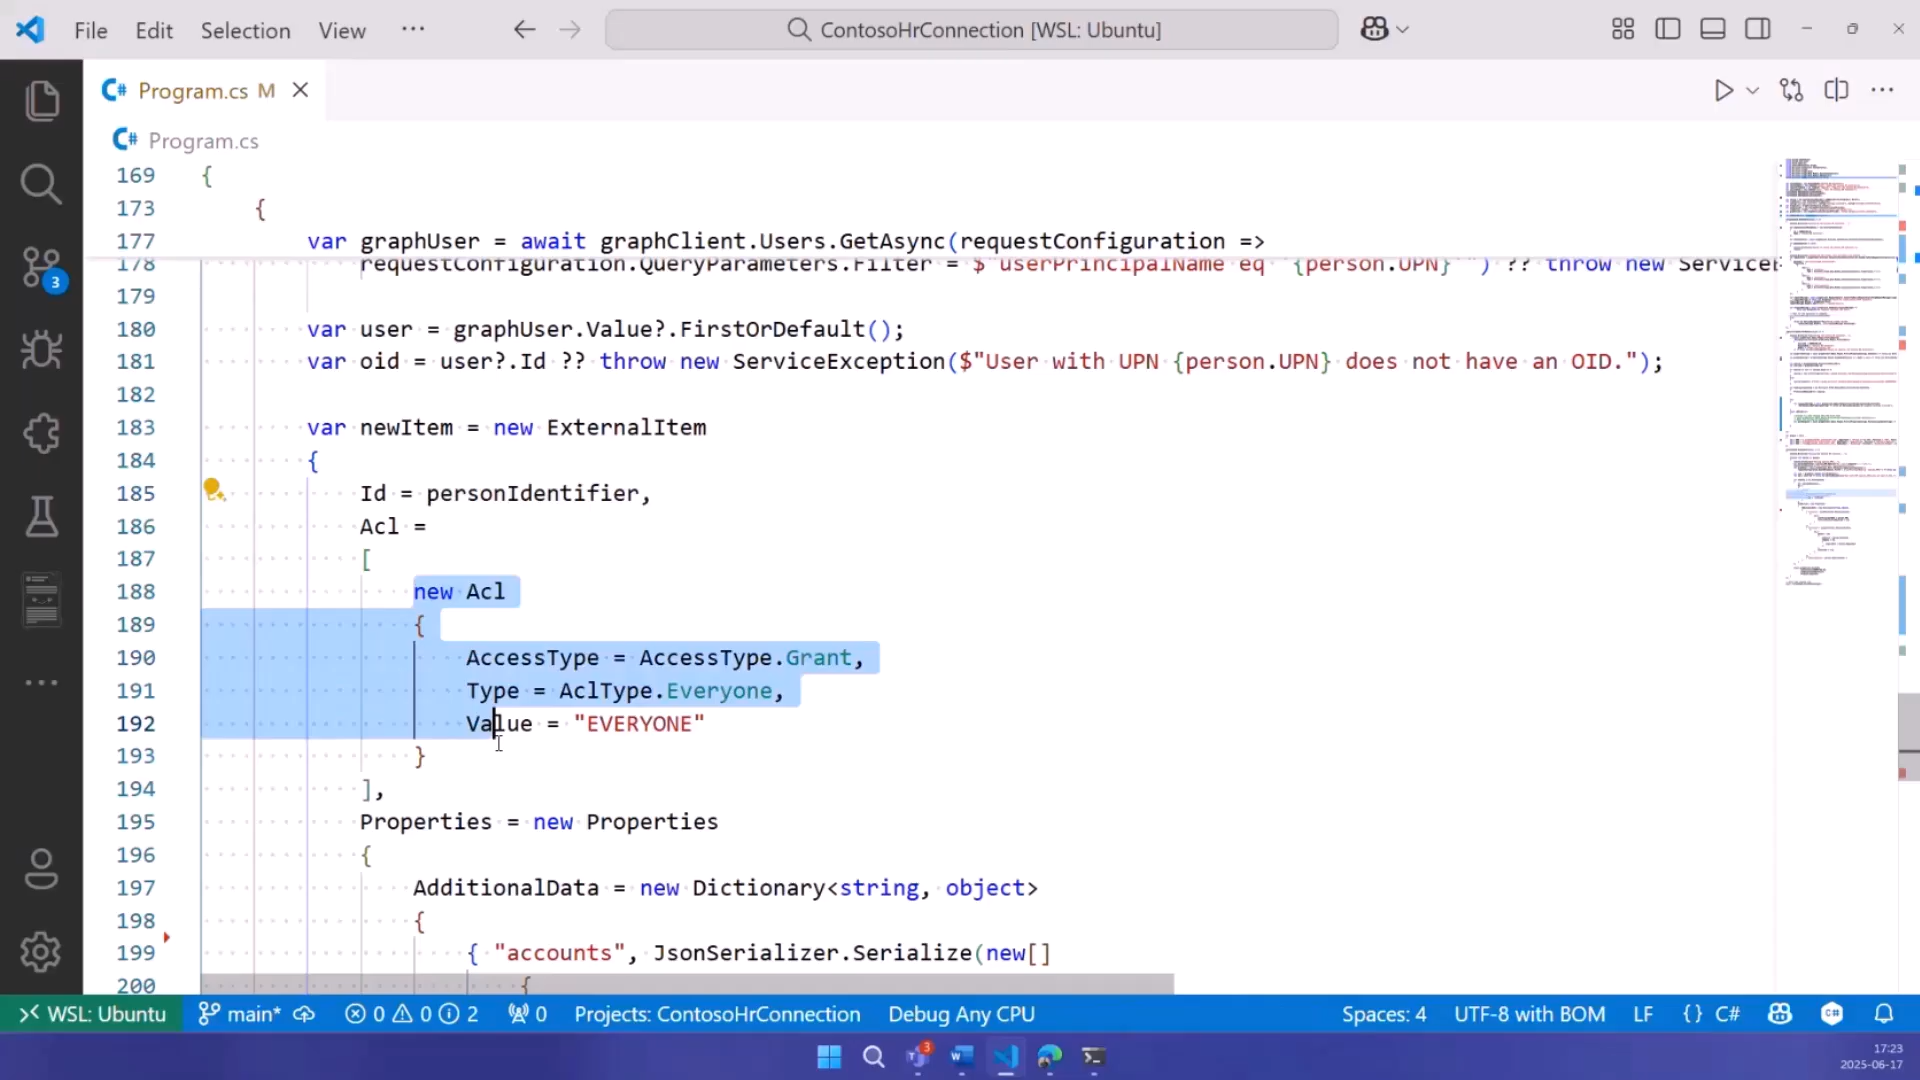 File Edit Selection View ···
ContosoHrConnection [WSL: Ubuntu]
Program.cs M
Program.cs
169 {
173 {
177 var graphUser = await graphClient.Users.GetAsync(requestConfiguration =>
178 requestConfiguration.QueryParameters.Filter = $"userPrincipalName eq '{person.UPN}'") ?? throw new Service
179
180 var user = graphUser.Value?.FirstOrDefault();
181 var oid = user?.Id ?? throw new ServiceException($"User with UPN {person.UPN} does not have an OID.");
182
183 var newItem = new ExternalItem
184 {
185 Id = personIdentifier,
186 Acl =
187 [
188 new Acl
189 {
190 AccessType = AccessType.Grant,
191 Type = AclType.Everyone,
192 Value = "EVERYONE"
193 }
194 ],
195 Properties = new Properties
196 {
197 AdditionalData = new Dictionary<string, object>
198 {
199 { "accounts", JsonSerializer.Serialize(new[]
200 {
3
WSL: Ubuntu main* 0 0 2 0 Projects: ContosoHrConnection Debug Any CPU Spaces: 4 UTF-8 with BOM LF {} C#
3
17:23
2025-06-17